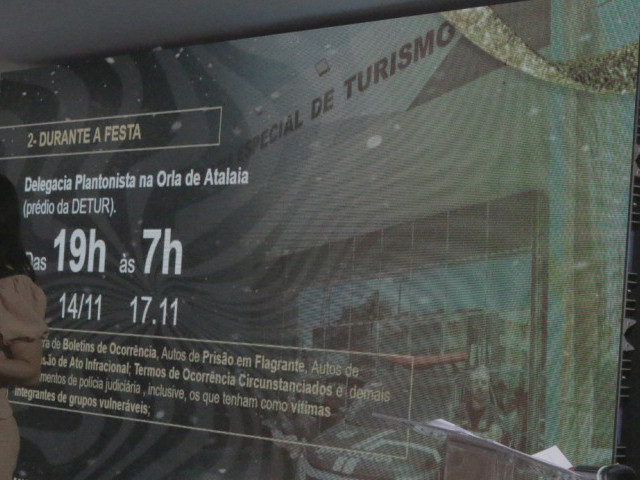 ESPECIAL DE TURISMO
2- DURANTE A FESTA
Delegacia Plantonista na Orla de Atalaia
(prédio da DETUR).
Das 19h às 7h
14/11 17.11
de Boletins de Ocorrência, Autos de Prisão em Flagrante, Autos de
de Ato Infracional; Termos de Ocorrência Circunstanciados e demais
de polícia judiciária , inclusive, os que tenham como vítimas
integrantes de grupos vulneráveis;